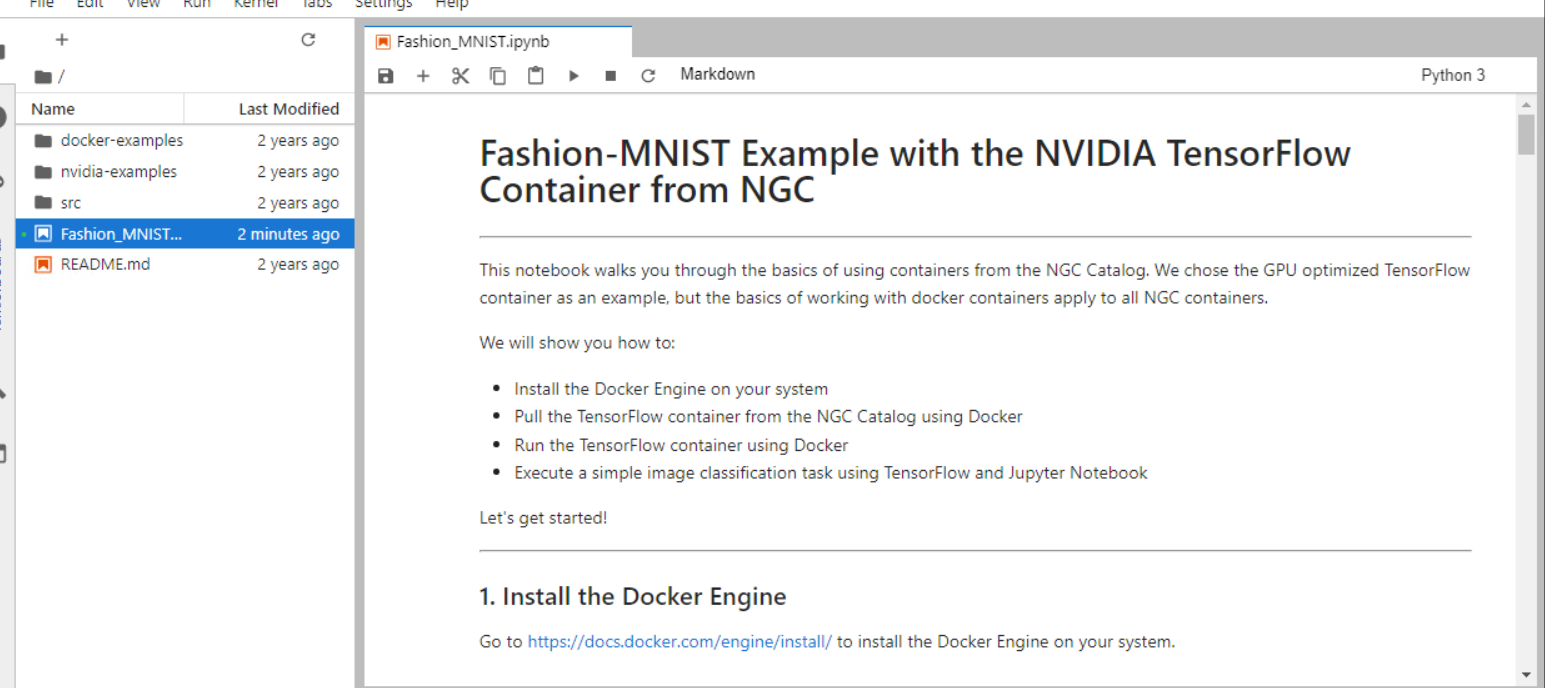 File Edit View Run Kernel Tabs Settings Help
/
Name Last Modified
docker-examples 2 years ago
nvidia-examples 2 years ago
src 2 years ago
Fashion_MNIST... 2 minutes ago
README.md 2 years ago
Fashion_MNIST.ipynb
Markdown Python 3
Fashion-MNIST Example with the NVIDIA TensorFlow
Container from NGC
This notebook walks you through the basics of using containers from the NGC Catalog. We chose the GPU optimized TensorFlow
container as an example, but the basics of working with docker containers apply to all NGC containers.
We will show you how to:
• Install the Docker Engine on your system
• Pull the TensorFlow container from the NGC Catalog using Docker
• Run the TensorFlow container using Docker
• Execute a simple image classification task using TensorFlow and Jupyter Notebook
Let's get started!
1. Install the Docker Engine
Go to https://docs.docker.com/engine/install/ to install the Docker Engine on your system.